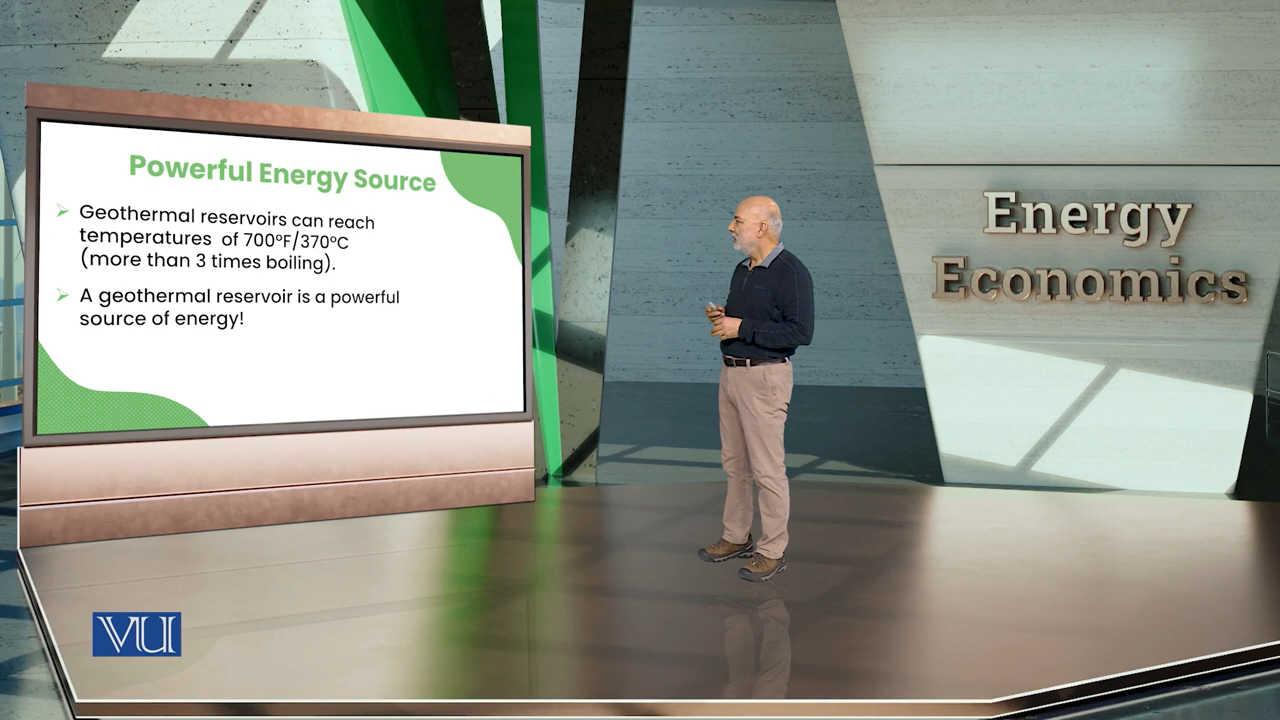 Powerful Energy Source
Geothermal reservoirs can reach
temperatures of 700ºF/370ºC
(more than 3 times boiling).
A geothermal reservoir is a powerful
source of energy!
Energy
Economics
VU